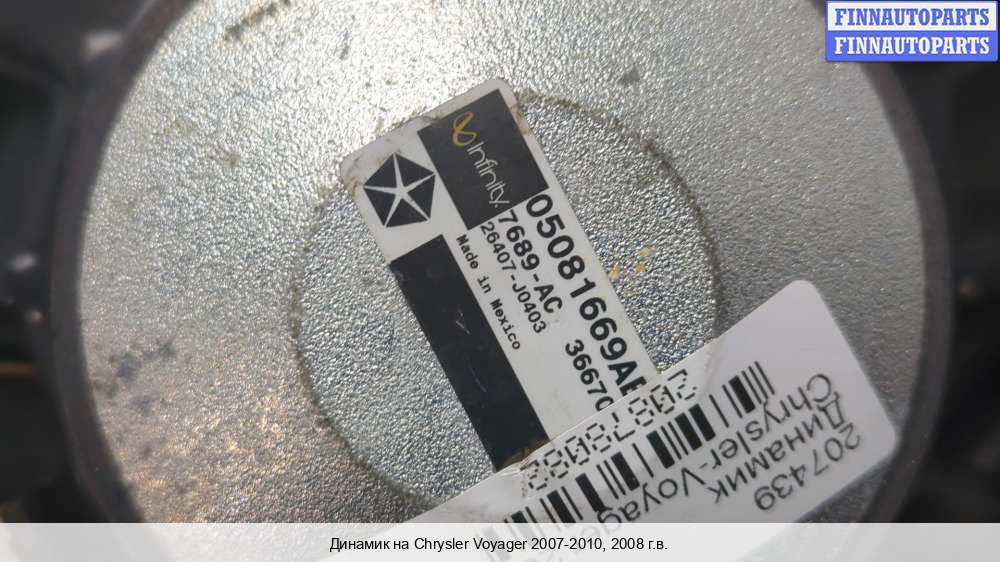 FINNAUTOPARTS
FINNAUTOPARTS
Infinity
05081669A
7689-AC
26407-J0403
Made in Mexico
207439
Динамик
Chrysler-Voyag
Динамик на Chrysler Voyager 2007-2010, 2008 г.в.